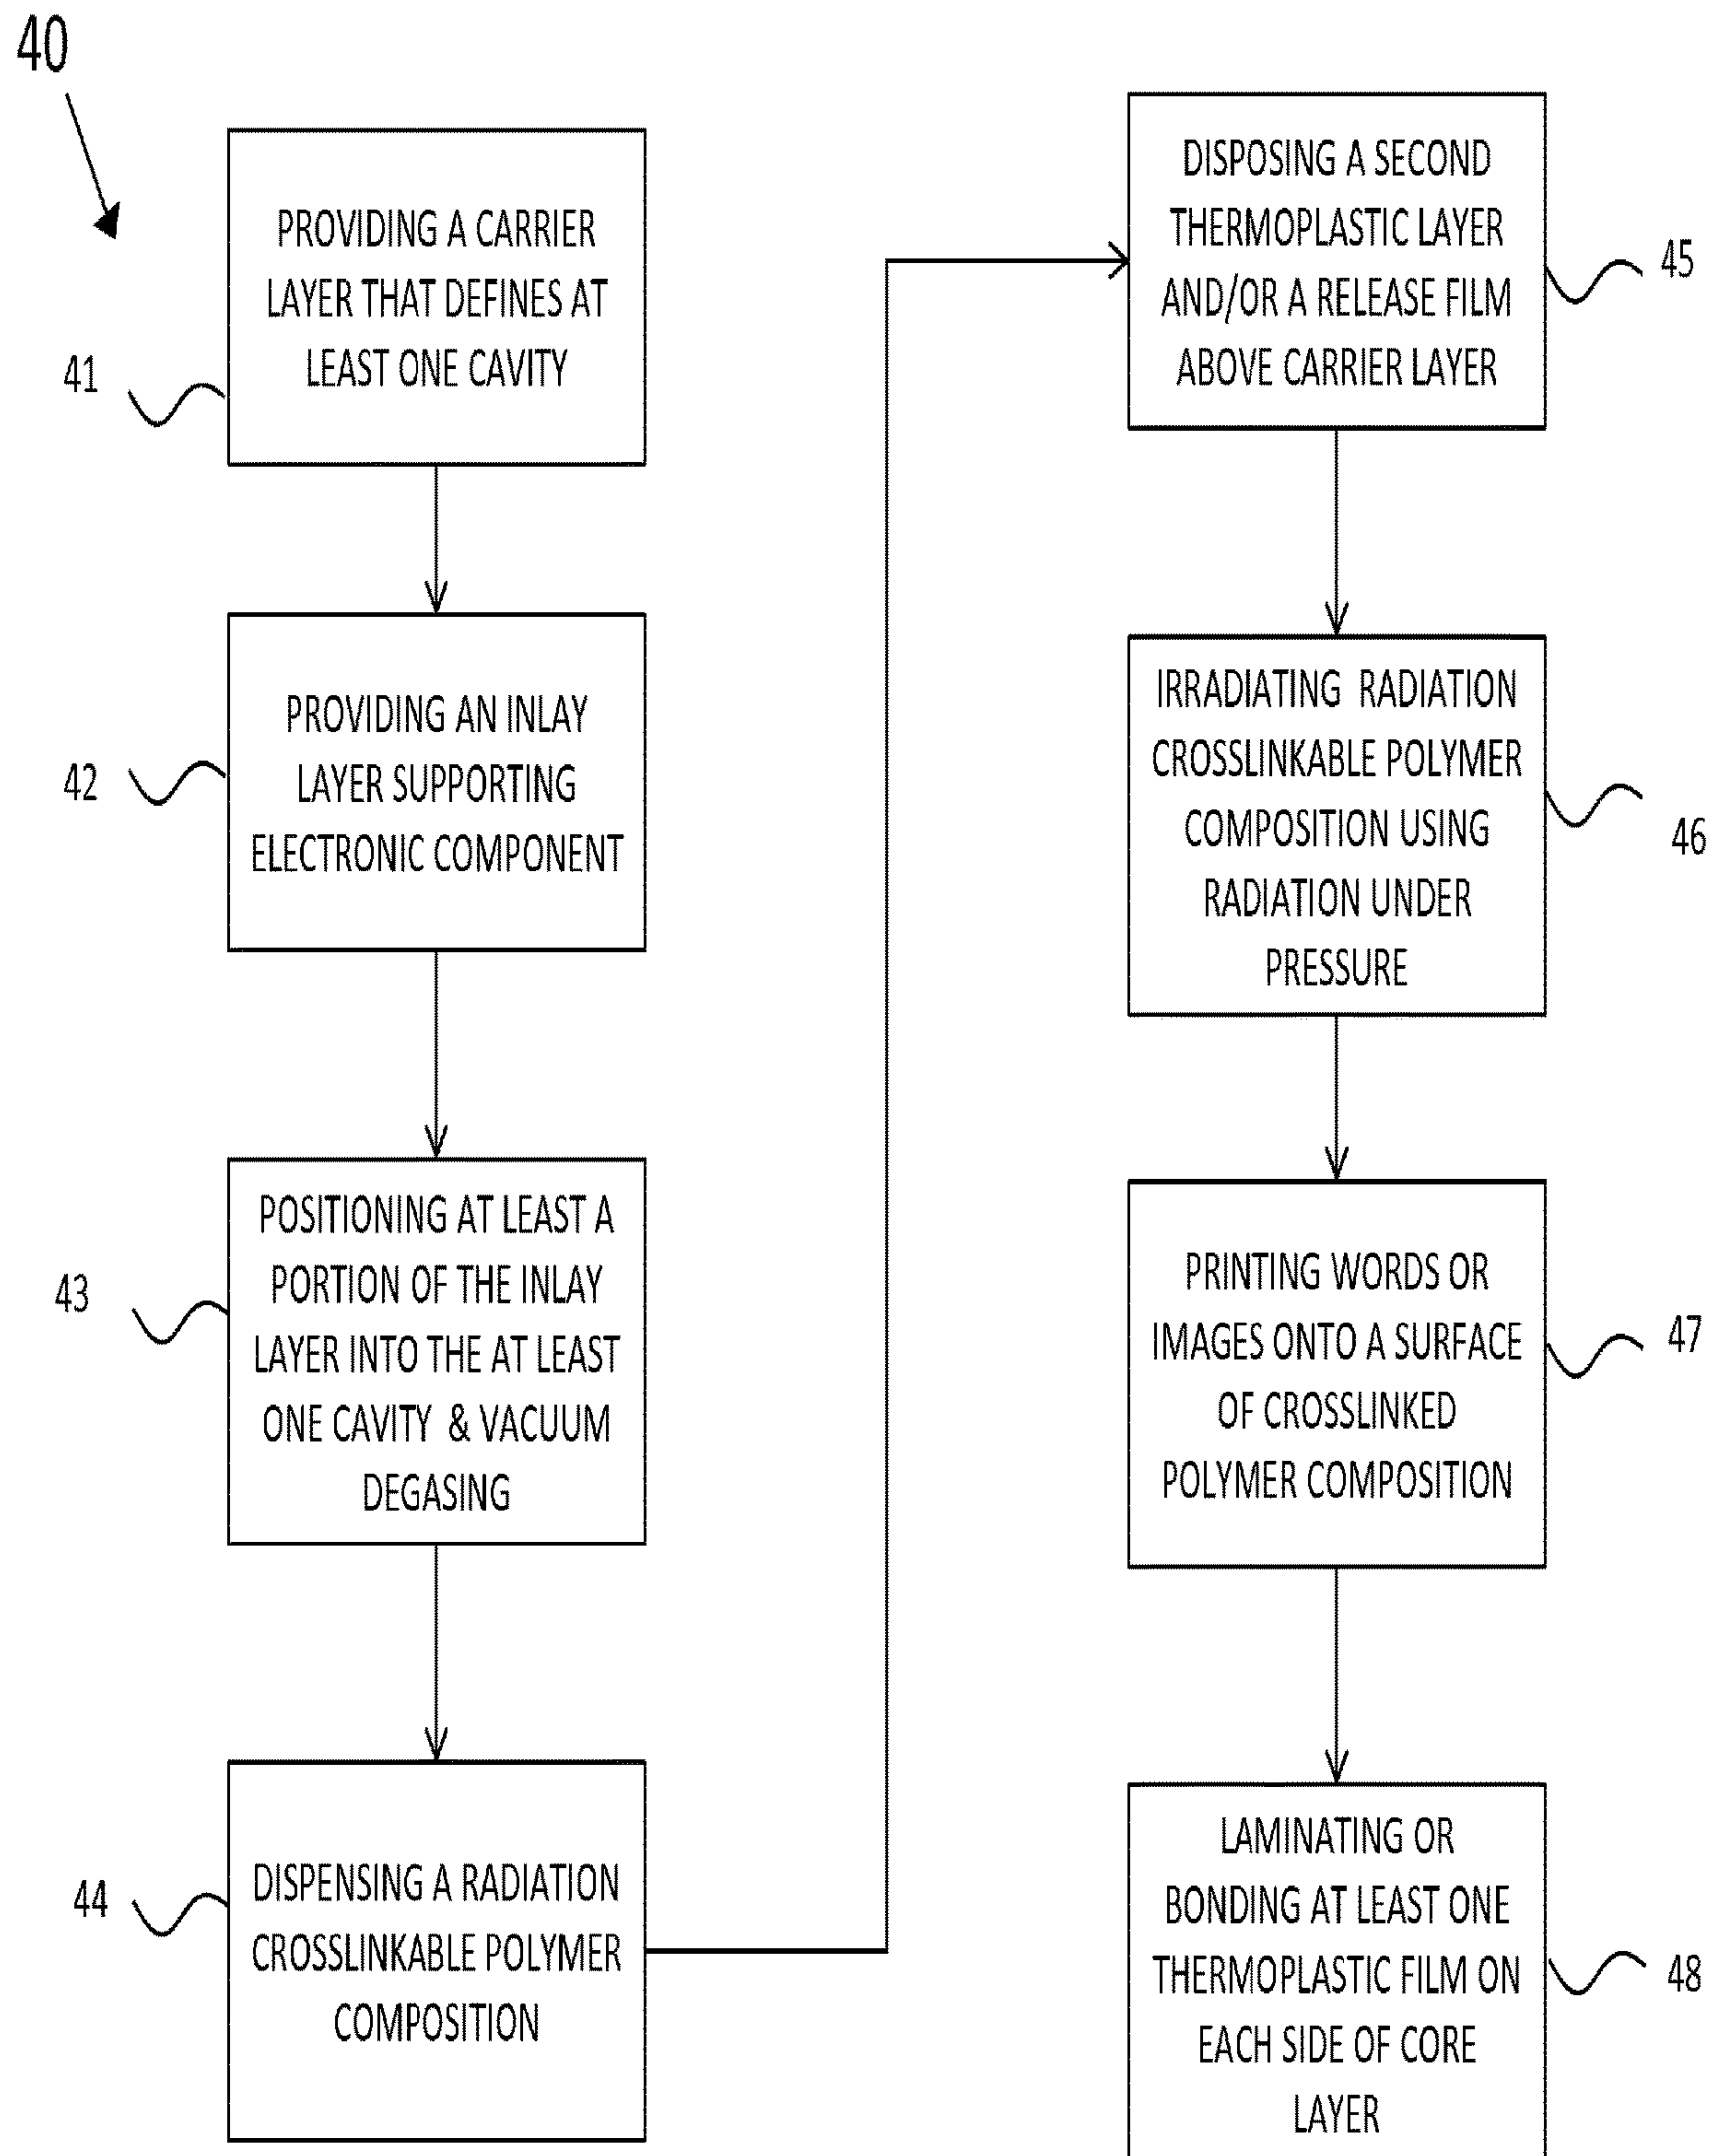 40
PROVIDING A CARRIER
LAYER THAT DEFINES AT
LEAST ONE CAVITY
41
PROVIDING AN INLAY
LAYER SUPPORTING
ELECTRONIC COMPONENT
42
POSITIONING AT LEAST A
PORTION OF THE INLAY
LAYER INTO THE AT LEAST
ONE CAVITY & VACUUM
DEGASING
43
DISPENSING A RADIATION
CROSSLINKABLE POLYMER
COMPOSITION
44
DISPOSING A SECOND
THERMOPLASTIC LAYER
AND/OR A RELEASE FILM
ABOVE CARRIER LAYER
45
IRRADIATING RADIATION
CROSSLINKABLE POLYMER
COMPOSITION USING
RADIATION UNDER
PRESSURE
46
PRINTING WORDS OR
IMAGES ONTO A SURFACE
OF CROSSLINKED
POLYMER COMPOSITION
47
LAMINATING OR
BONDING AT LEAST ONE
THERMOPLASTIC FILM ON
EACH SIDE OF CORE
LAYER
48